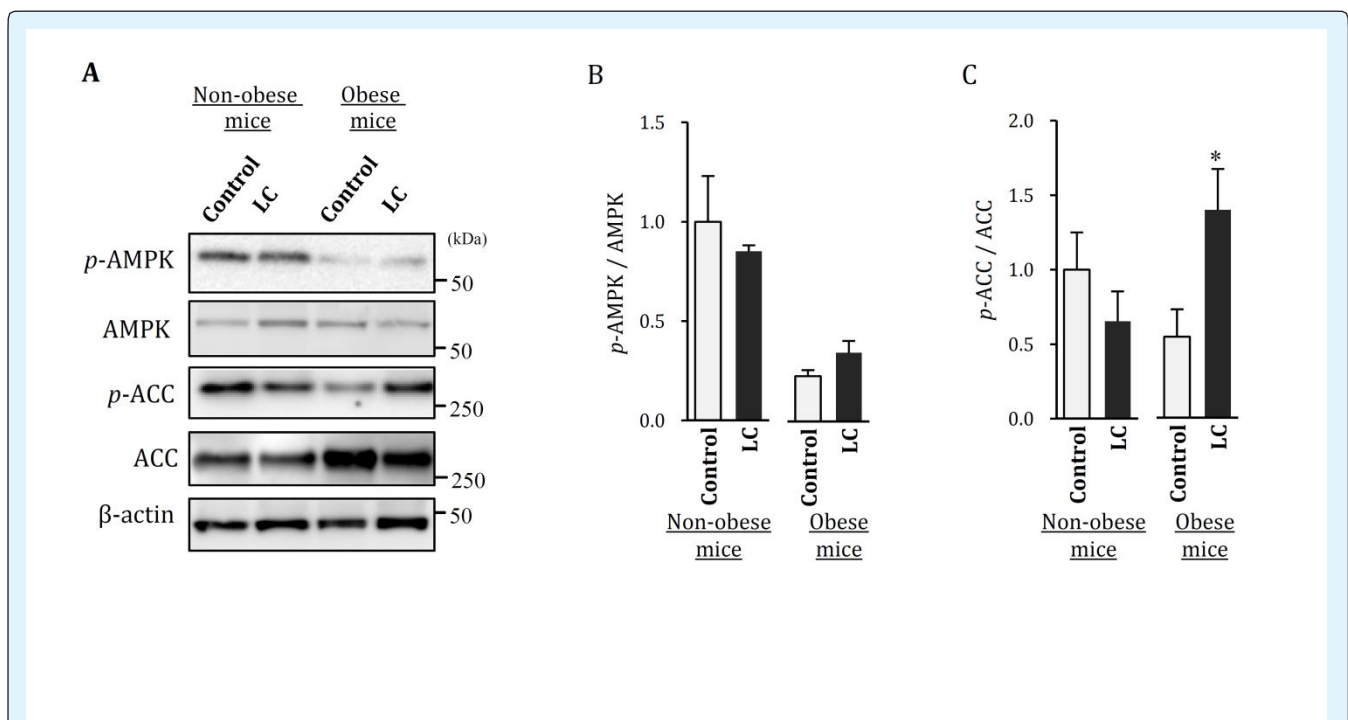 A
Non-obese mice
Obese mice
Control
LC
Control
LC
(kDa)
p-AMPK
50
AMPK
50
p-ACC
250
ACC
250
β-actin
50
B
p-AMPK / AMPK
1.5
1.0
0.5
0.0
Control
LC
Control
LC
Non-obese mice
Obese mice
C
p-ACC / ACC
2.0
1.5
1.0
0.5
0.0
*
Control
LC
Control
LC
Non-obese mice
Obese mice